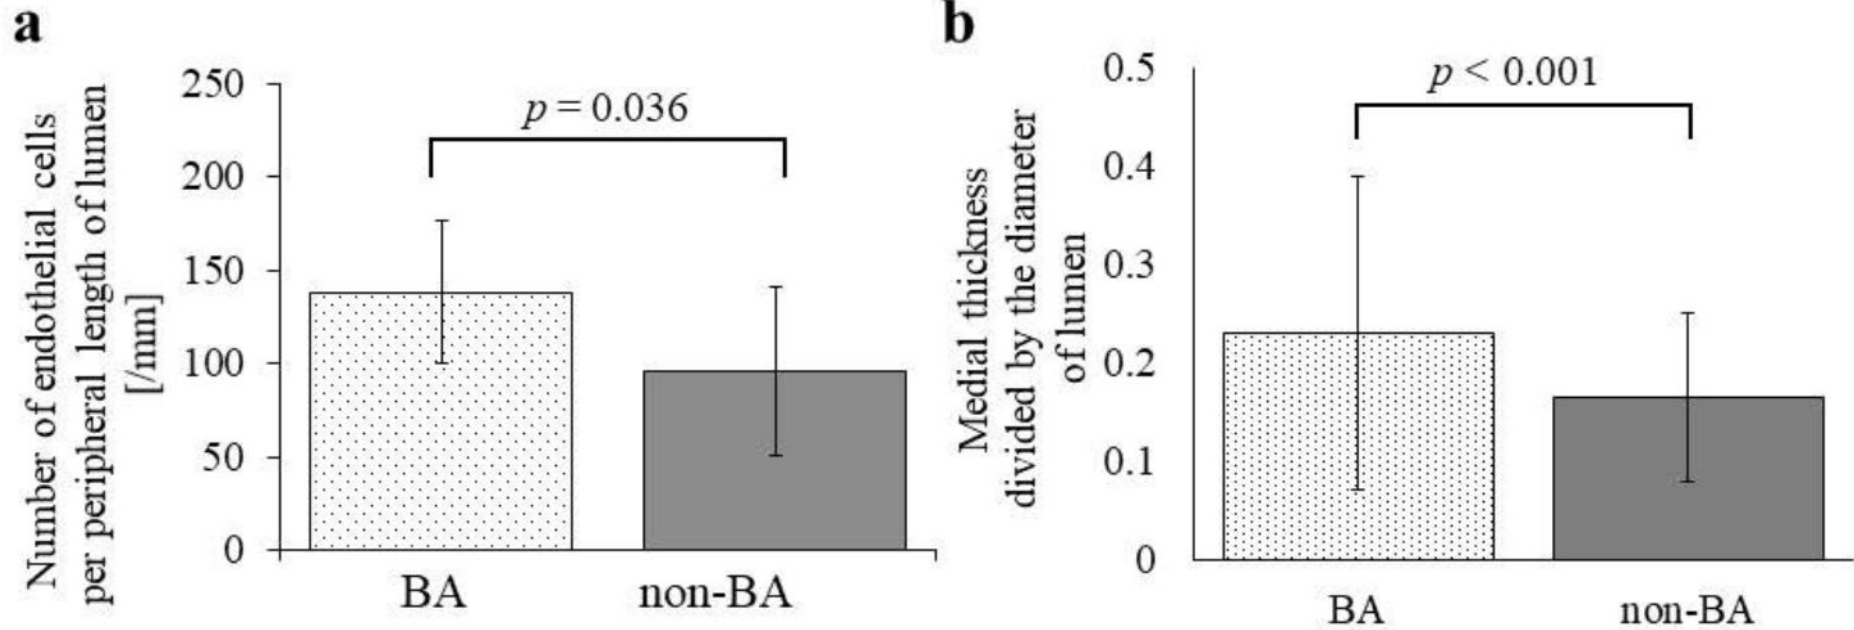 a
Number of endothelial cells
per peripheral length of lumen
[/mm]
250
200
150
100
50
0
p = 0.036
BA
non-BA
b
Medial thickness
divided by the diameter
of lumen
0.5
0.4
0.3
0.2
0.1
0
p < 0.001
BA
non-BA